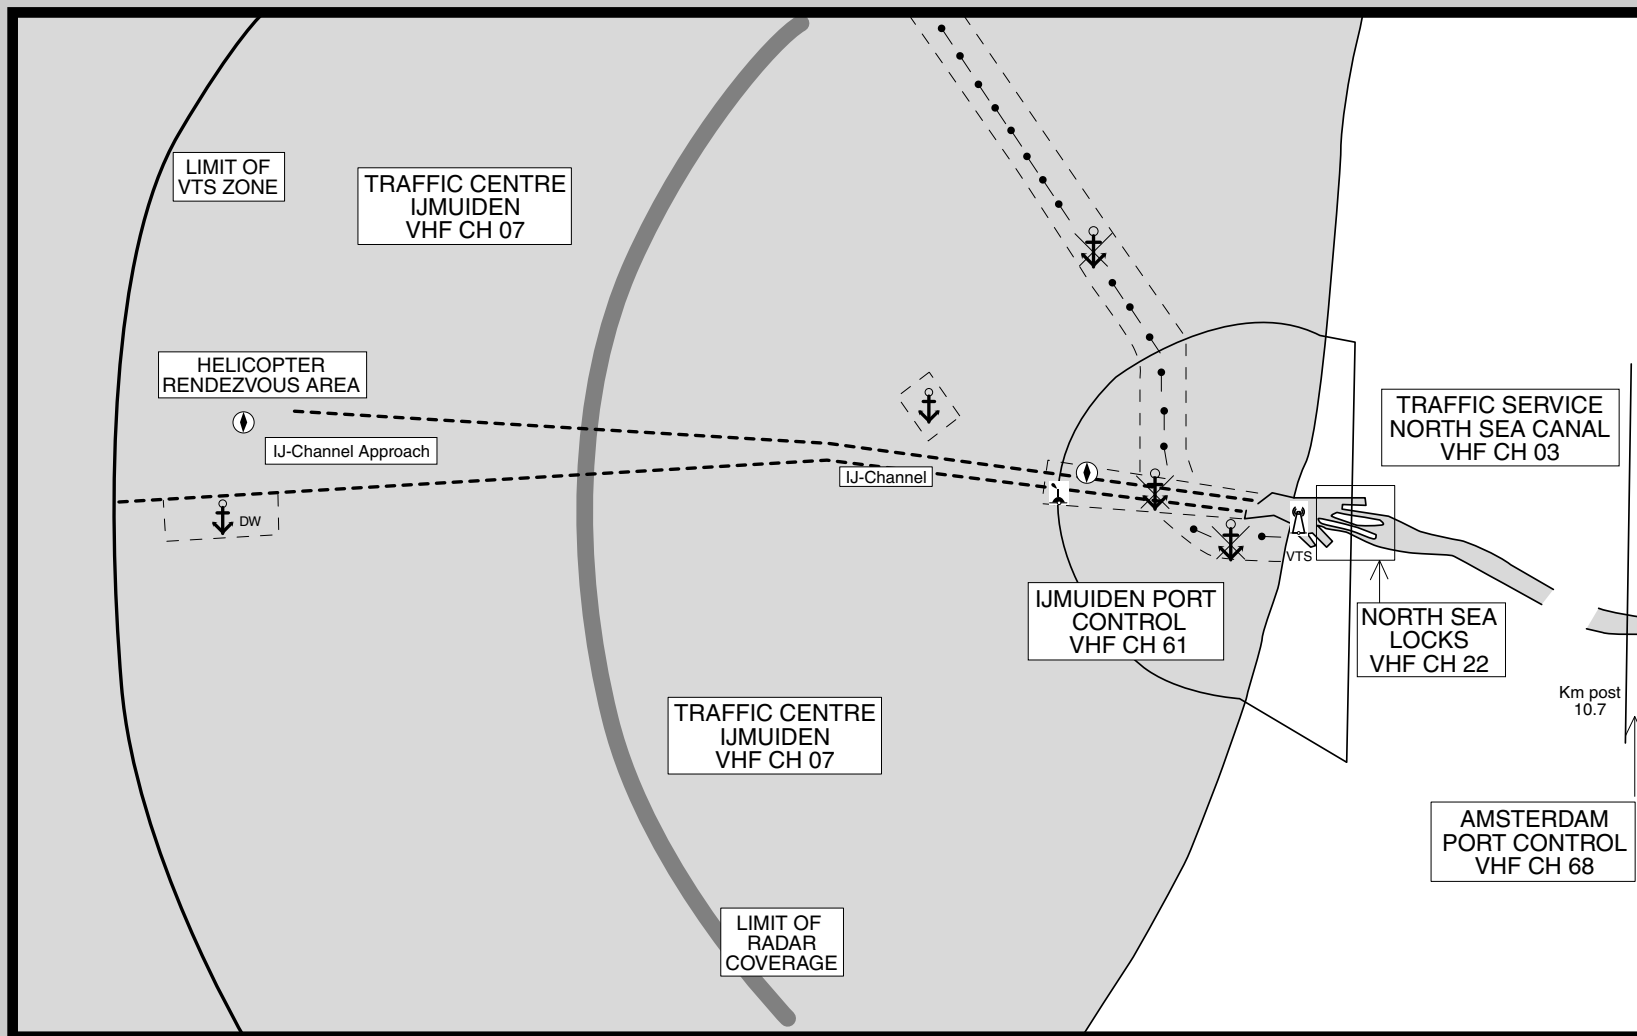 LIMIT OF
VTS ZONE
TRAFFIC CENTRE
IJMUIDEN
VHF CH 07
HELICOPTER
RENDEZVOUS AREA
IJ-Channel Approach
DW
IJ-Channel
TRAFFIC SERVICE
NORTH SEA CANAL
VHF CH 03
VTS
IJMUIDEN PORT
CONTROL
VHF CH 61
NORTH SEA
LOCKS
VHF CH 22
Km post
10.7
TRAFFIC CENTRE
IJMUIDEN
VHF CH 07
AMSTERDAM
PORT CONTROL
VHF CH 68
LIMIT OF
RADAR
COVERAGE